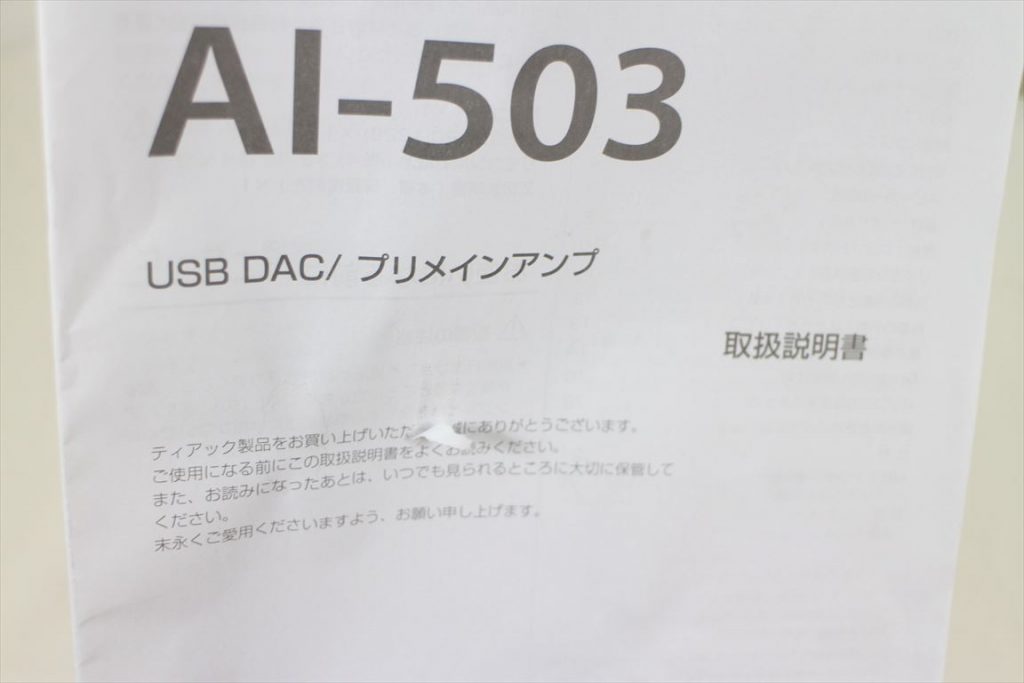 AI-503
USB DAC/ プリメインアンプ
取扱説明書
ティアック製品をお買い上げいただ 誠にありがとうございます。
ご使用になる前にこの取扱説明書をよくお読みください。
また、お読みになったあとは、いつでも見られるところに大切に保管して
ください。
末永くご愛用くださいますよう、お願い申し上げます。